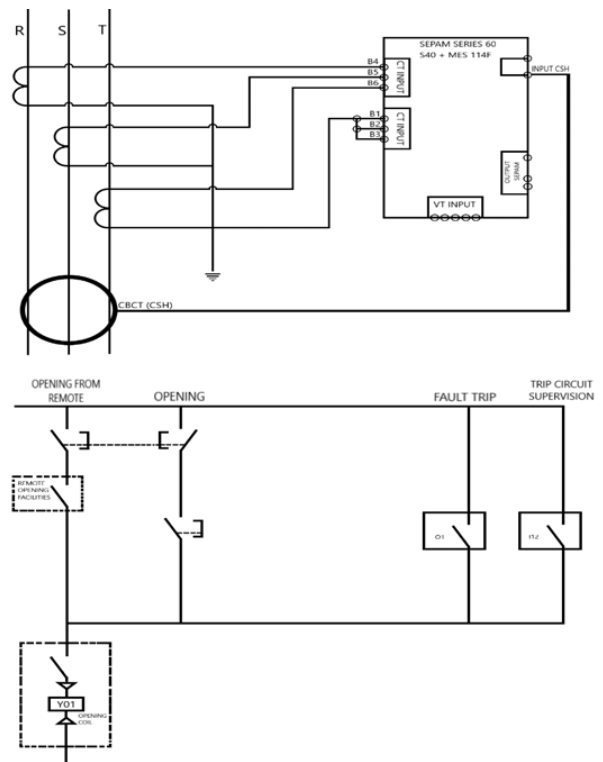 R S T
SEPAM SERIES 60
S40 + MES 114F
B4
B5
B6
CT INPUT
INPUT CSH
B1
B2
B3
CT INPUT
OUTPUT
SEPAM
VT INPUT
CBCT (CSH)
OPENING FROM
REMOTE
OPENING
FAULT TRIP
TRIP CIRCUIT
SUPERVISION
REMOTE
OPENING
FACILITIES
O1
I12
Y01
OPENING
COIL